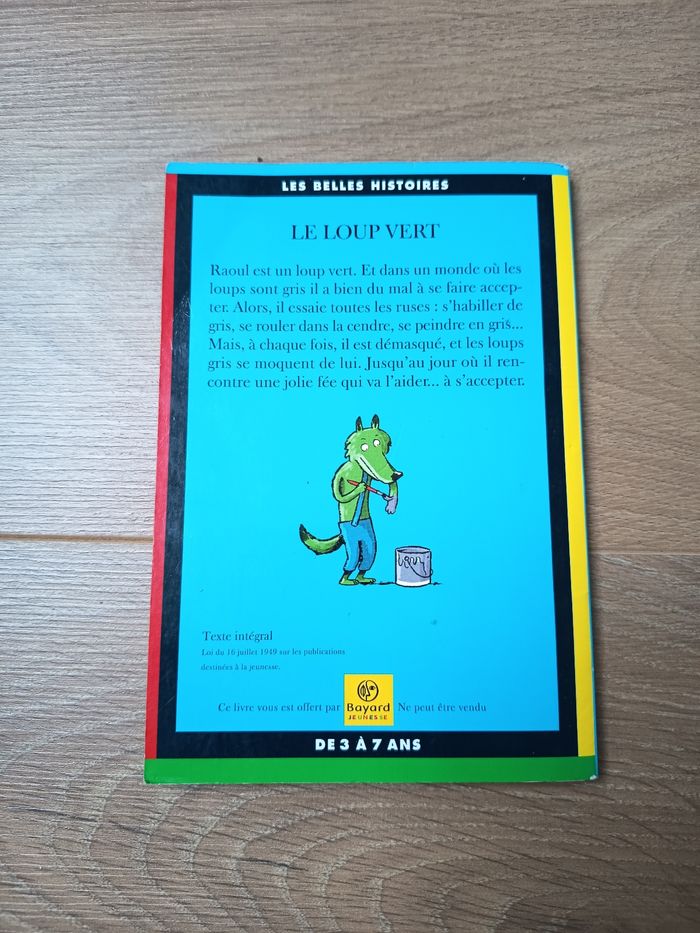 LES BELLES HISTOIRES
LE LOUP VERT
Raoul est un loup vert. Et dans un monde où les
loups sont gris il a bien du mal à se faire accep-
ter. Alors, il essaie toutes les ruses : s'habiller de
gris, se rouler dans la cendre, se peindre en gris...
Mais, à chaque fois, il est démasqué, et les loups
gris se moquent de lui. Jusqu'au jour où il ren-
contre une jolie fée qui va l'aider... à s'accepter.
Texte intégral
Loi du 16 juillet 1949 sur les publications
destinées à la jeunesse.
Ce livre vous est offert par Bayard Ne peut être vendu
JEUNESSE
DE 3 À 7 ANS